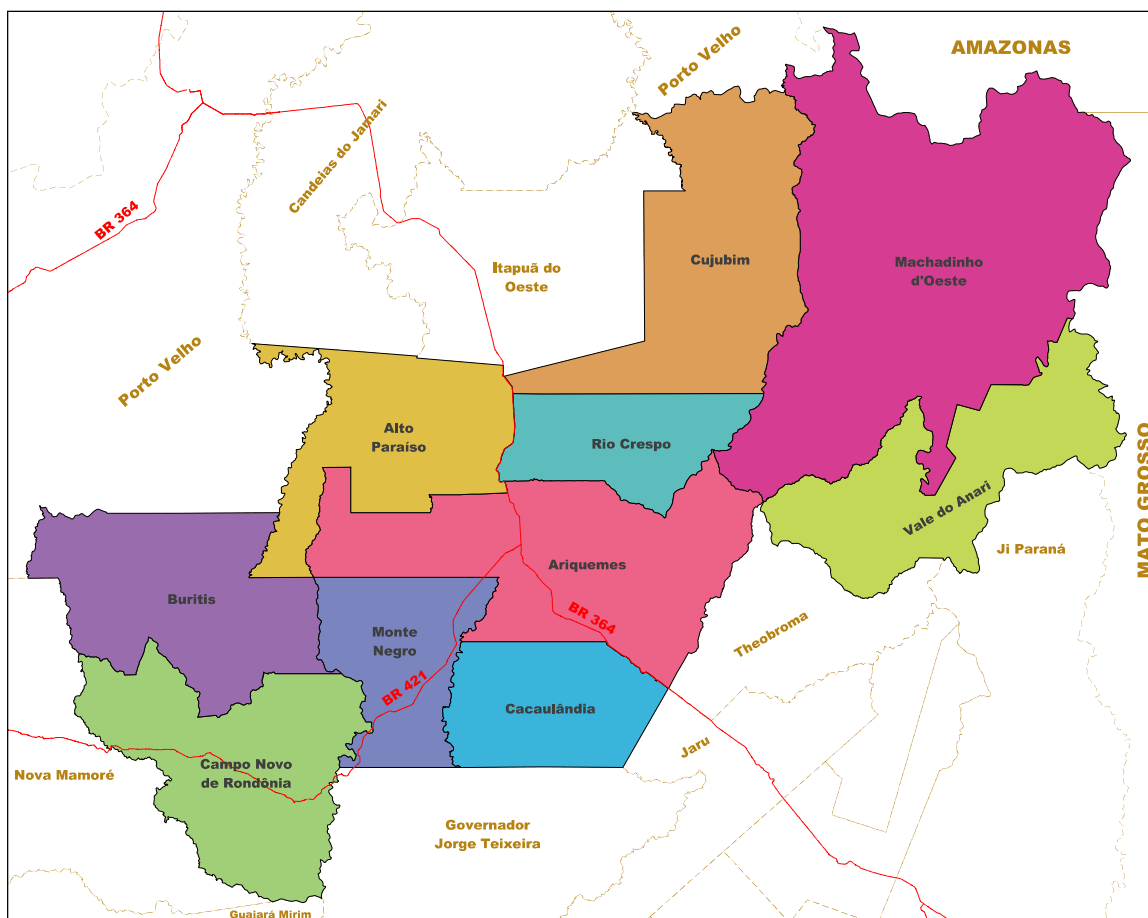 AMAZONAS
Porto Velho
Candeias do Jamari
BR 364
Itapuã do
Oeste
Cujubim
Machadinho
d'Oeste
Porto Velho
Alto
Paraíso
Rio Crespo
MATO GROSSO
Vale do Anari
Ji Paraná
Ariquemes
Buritis
BR 364
Theobroma
Monte
Negro
BR 421
Cacaulândia
Jaru
Nova Mamoré
Campo Novo
de Rondônia
Governador
Jorge Teixeira
Guajará Mirim